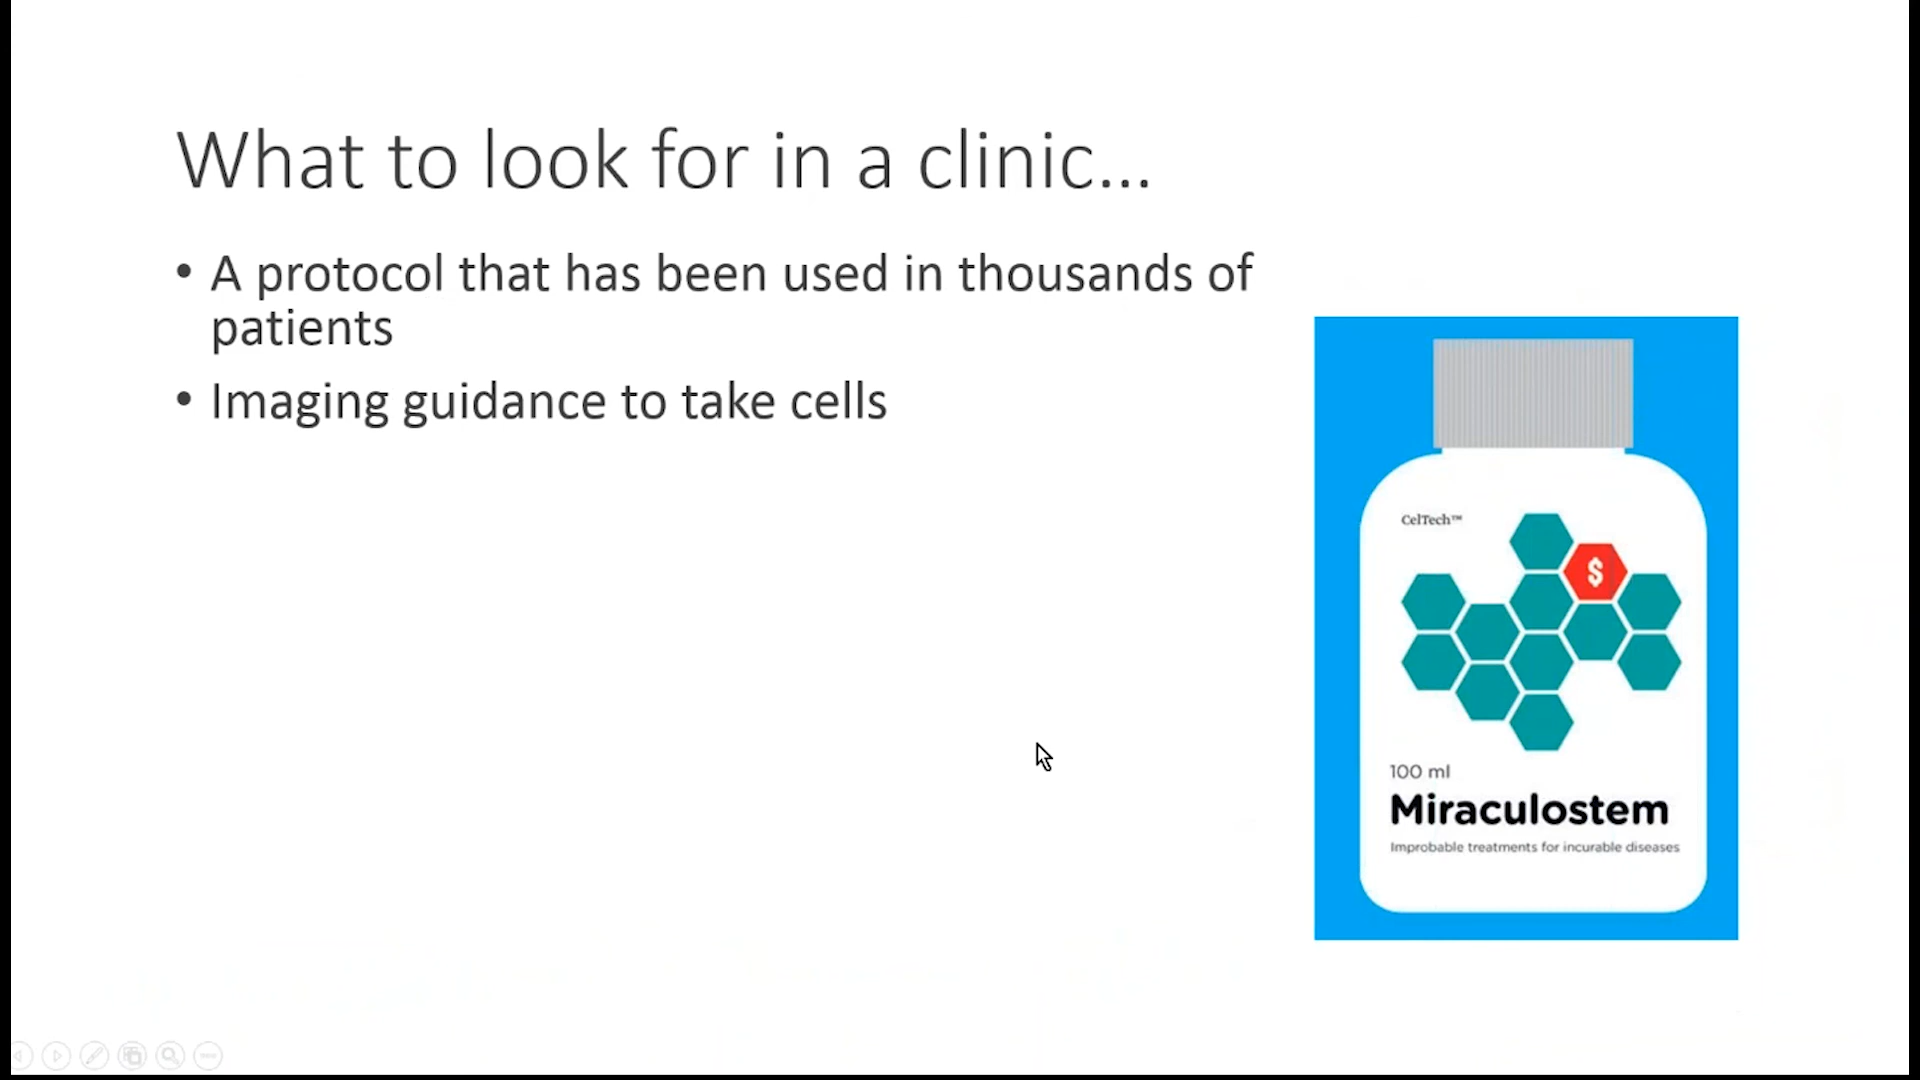 What to look for in a clinic...
• A protocol that has been used in thousands of
patients
• Imaging guidance to take cells
CelTech™
$
100 ml
Miraculostem
Improbable treatments for incurable diseases